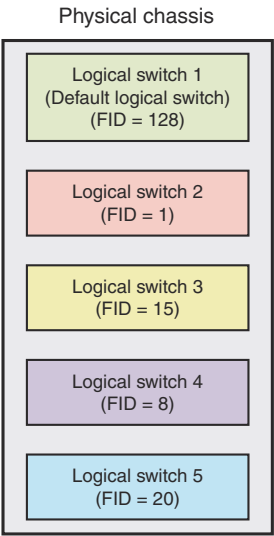 Physical chassis
Logical switch 1
(Default logical switch)
(FID = 128)
Logical switch 2
(FID = 1)
Logical switch 3
(FID = 15)
Logical switch 4
(FID = 8)
Logical switch 5
(FID = 20)